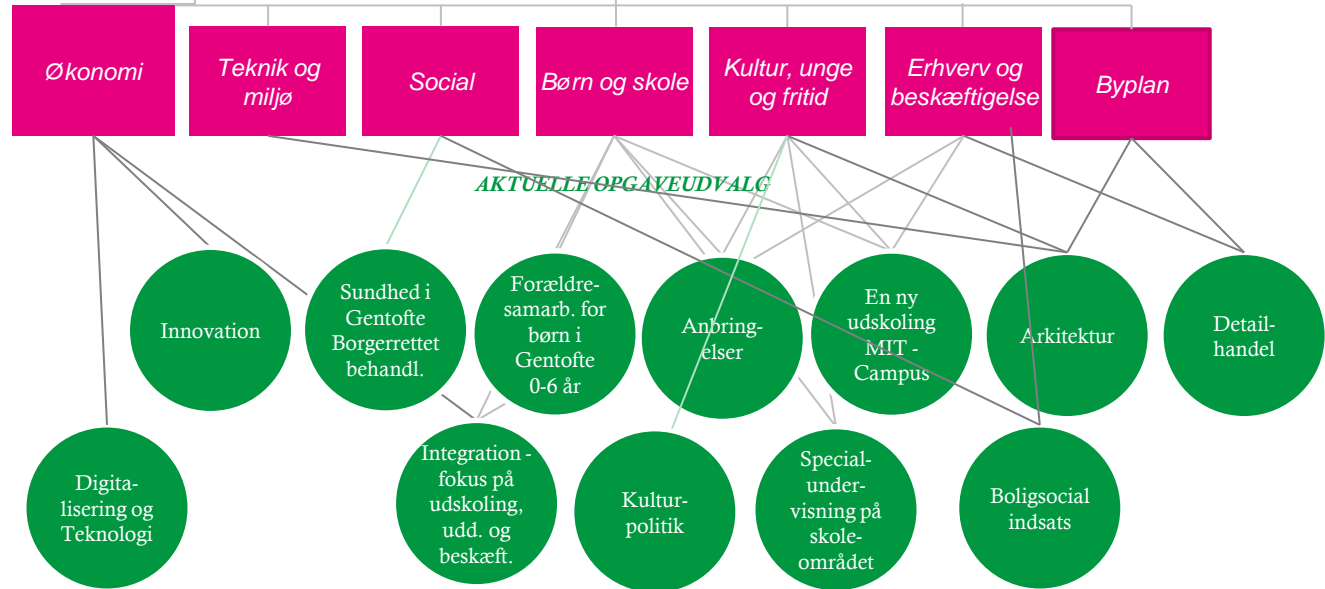 Økonomi
Teknik og
miljø
Social
Børn og skole
Kultur, unge
og fritid
Erhverv og
beskæftigelse
Byplan
AKTUELLE OPGAVEUDVALG
Innovation
Sundhed i
Gentofte
Borgerrettet
behandl.
Forældre-
samarb. for
børn i
Gentofte
0-6 år
Anbring-
elser
En ny
udskoling
MIT -
Campus
Arkitektur
Detail-
handel
Digita-
lisering og
Teknologi
Integration -
fokus på
udskoling,
udd. og
beskæft.
Kultur-
politik
Special-
under-
visning på
skole-
området
Boligsocial
indsats